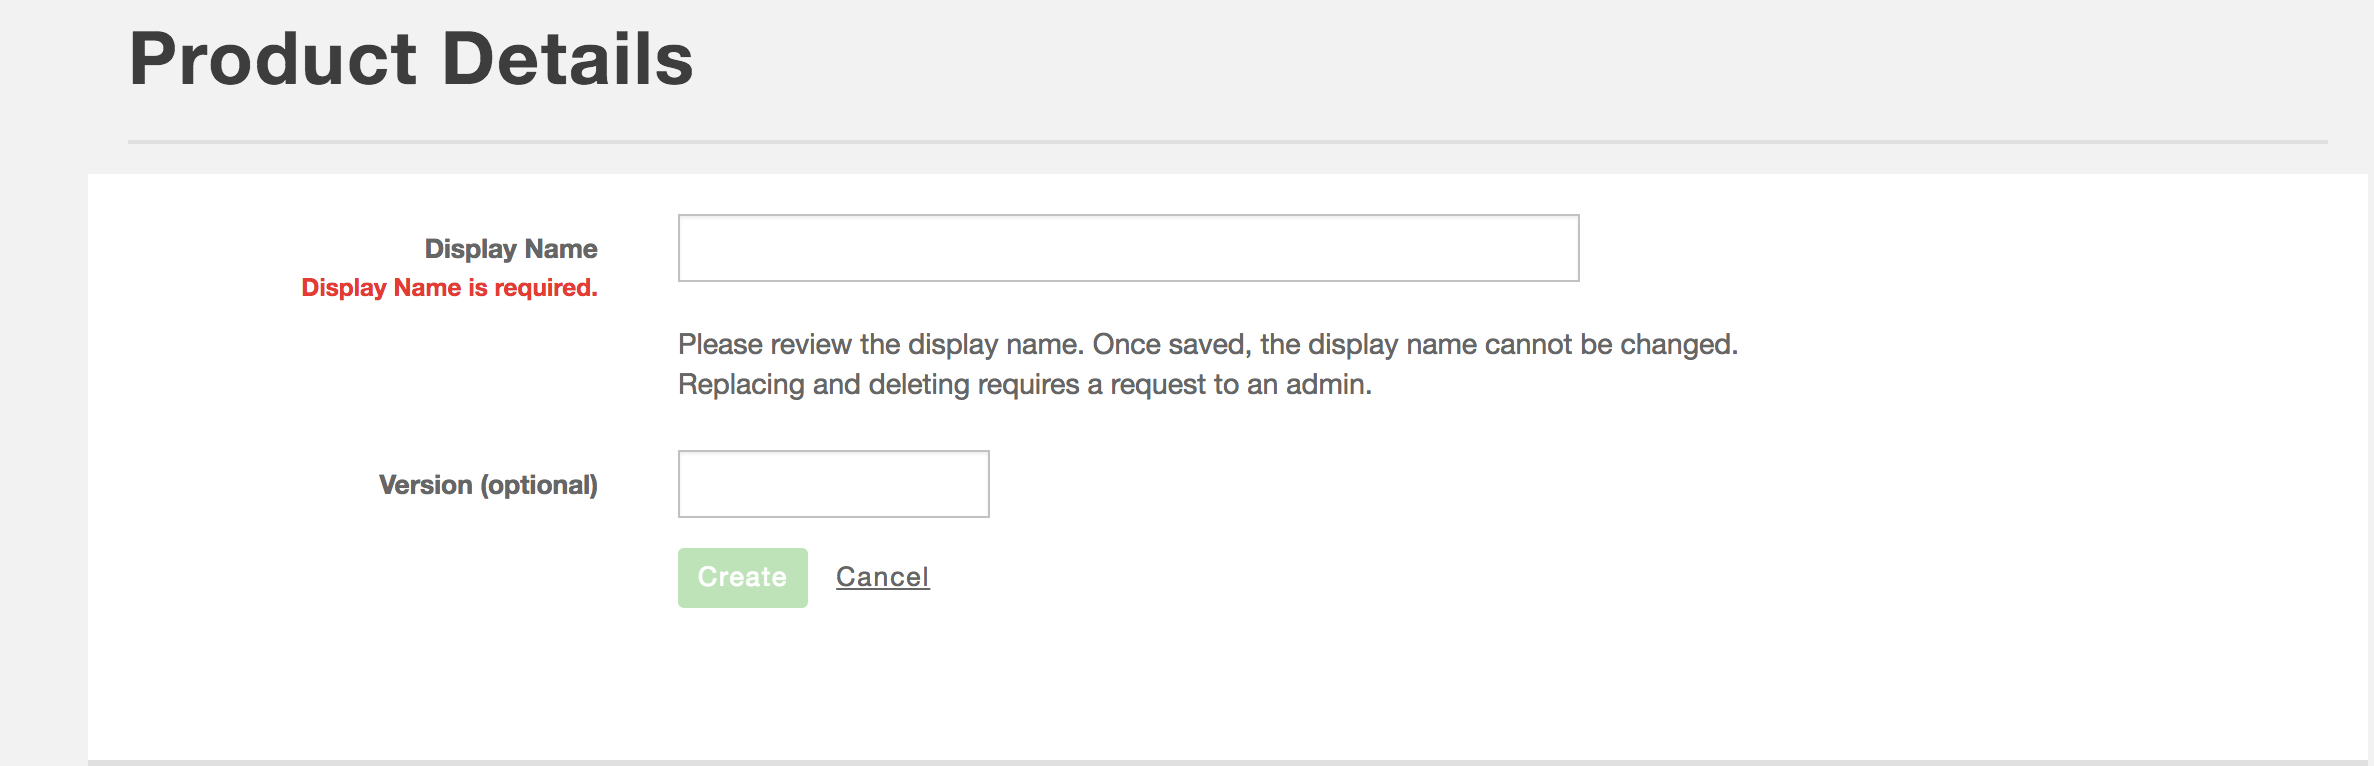 Product Details
Display Name
Display Name is required.
Please review the display name. Once saved, the display name cannot be changed.
Replacing and deleting requires a request to an admin.
Version (optional)
Create Cancel